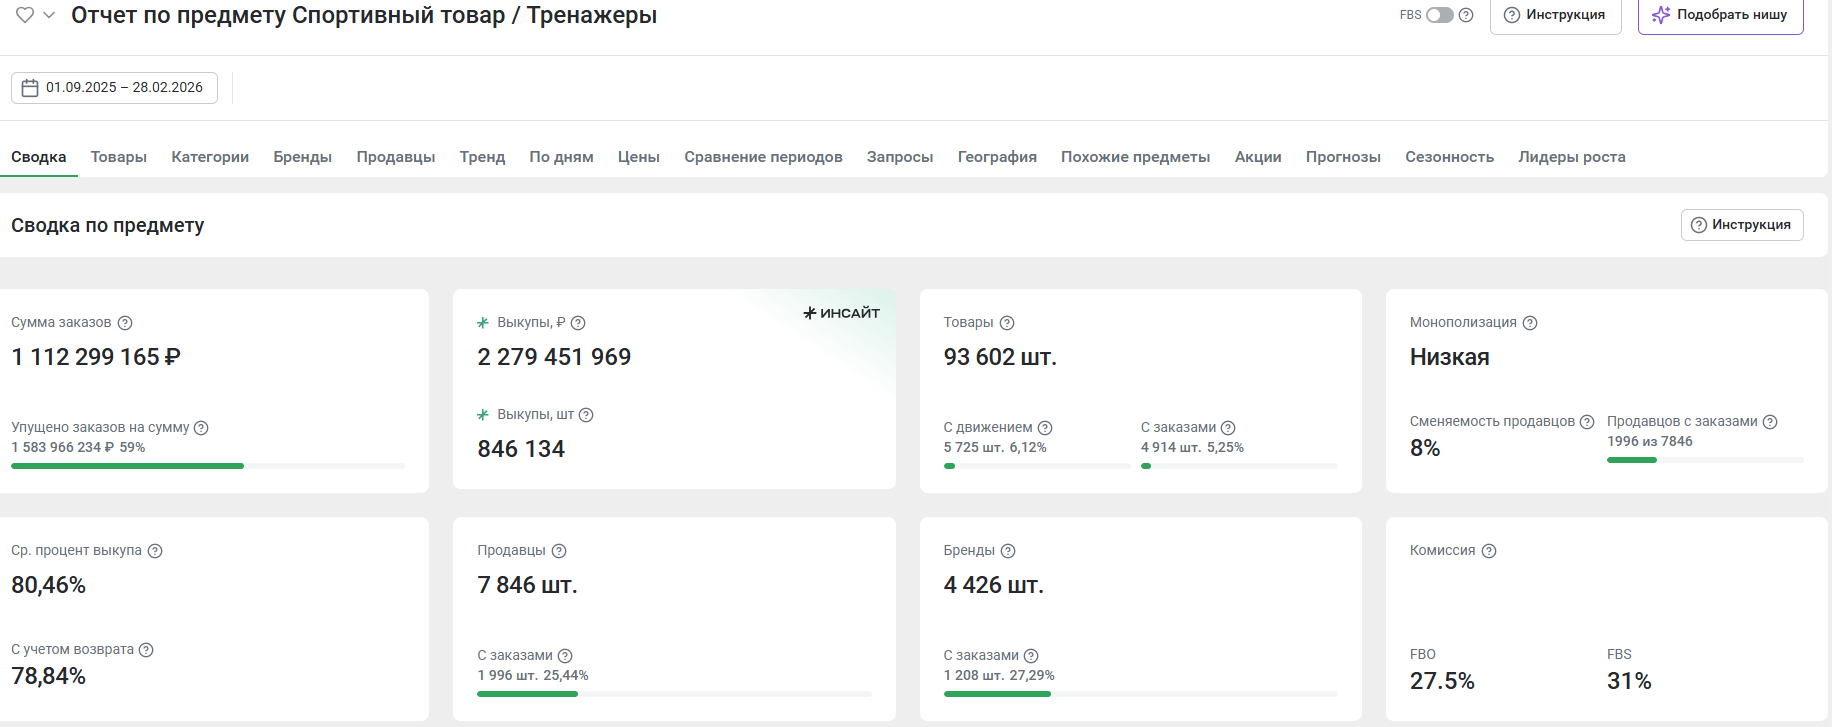 Отчет по предмету Спортивный товар / Тренажеры
FBS
Инструкция
Подобрать нишу
01.09.2025 – 28.02.2026
Сводка Товары Категории Бренды Продавцы Тренд По дням Цены Сравнение периодов Запросы География Похожие предметы Акции Прогнозы Сезонность Лидеры роста
Сводка по предмету
Инструкция
Сумма заказов
1 112 299 165 ₽
Упущено заказов на сумму
1 583 966 234 ₽ 59%
ИНСАЙТ
Выкупы, ₽
2 279 451 969
Выкупы, шт
846 134
Товары
93 602 шт.
С движением
5 725 шт. 6,12%
С заказами
4 914 шт. 5,25%
Монополизация
Низкая
Сменяемость продавцов
8%
Продавцов с заказами
1996 из 7846
Ср. процент выкупа
80,46%
С учетом возврата
78,84%
Продавцы
7 846 шт.
С заказами
1 996 шт. 25,44%
Бренды
4 426 шт.
С заказами
1 208 шт. 27,29%
Комиссия
FBO
27.5%
FBS
31%